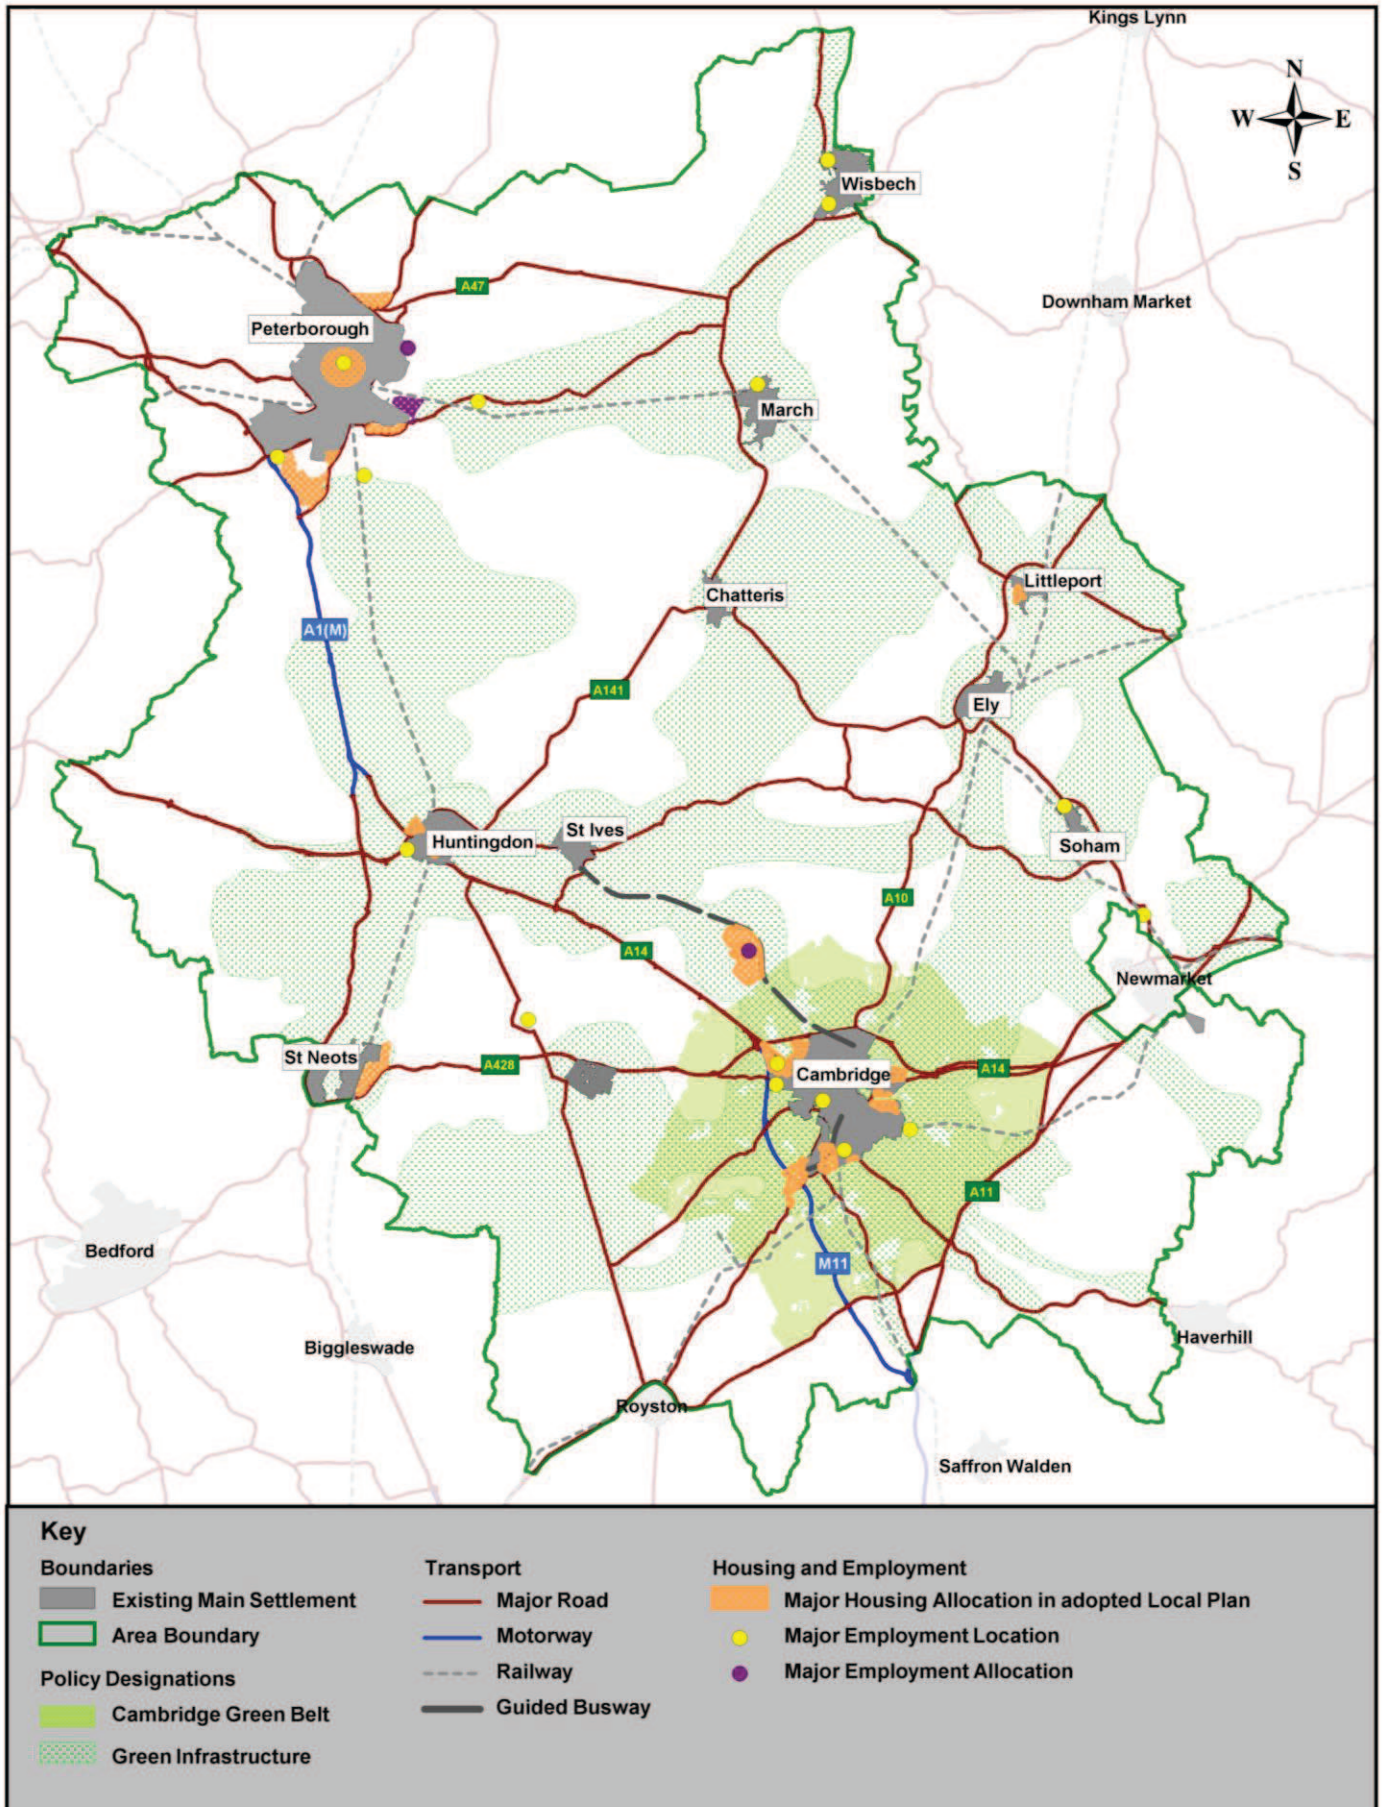 Kings Lynn
N
W
E
S
Wisbech
A47
Downham Market
Peterborough
March
Littleport
Chatteris
A1(M)
A141
Ely
St Ives
Huntingdon
Soham
A10
A14
Newmarket
St Neots
A428
Cambridge
A14
A11
Bedford
M11
Haverhill
Biggleswade
Royston
Saffron Walden
Key
Boundaries
Existing Main Settlement
Area Boundary
Policy Designations
Cambridge Green Belt
Green Infrastructure
Transport
Major Road
Motorway
Railway
Guided Busway
Housing and Employment
Major Housing Allocation in adopted Local Plan
Major Employment Location
Major Employment Allocation